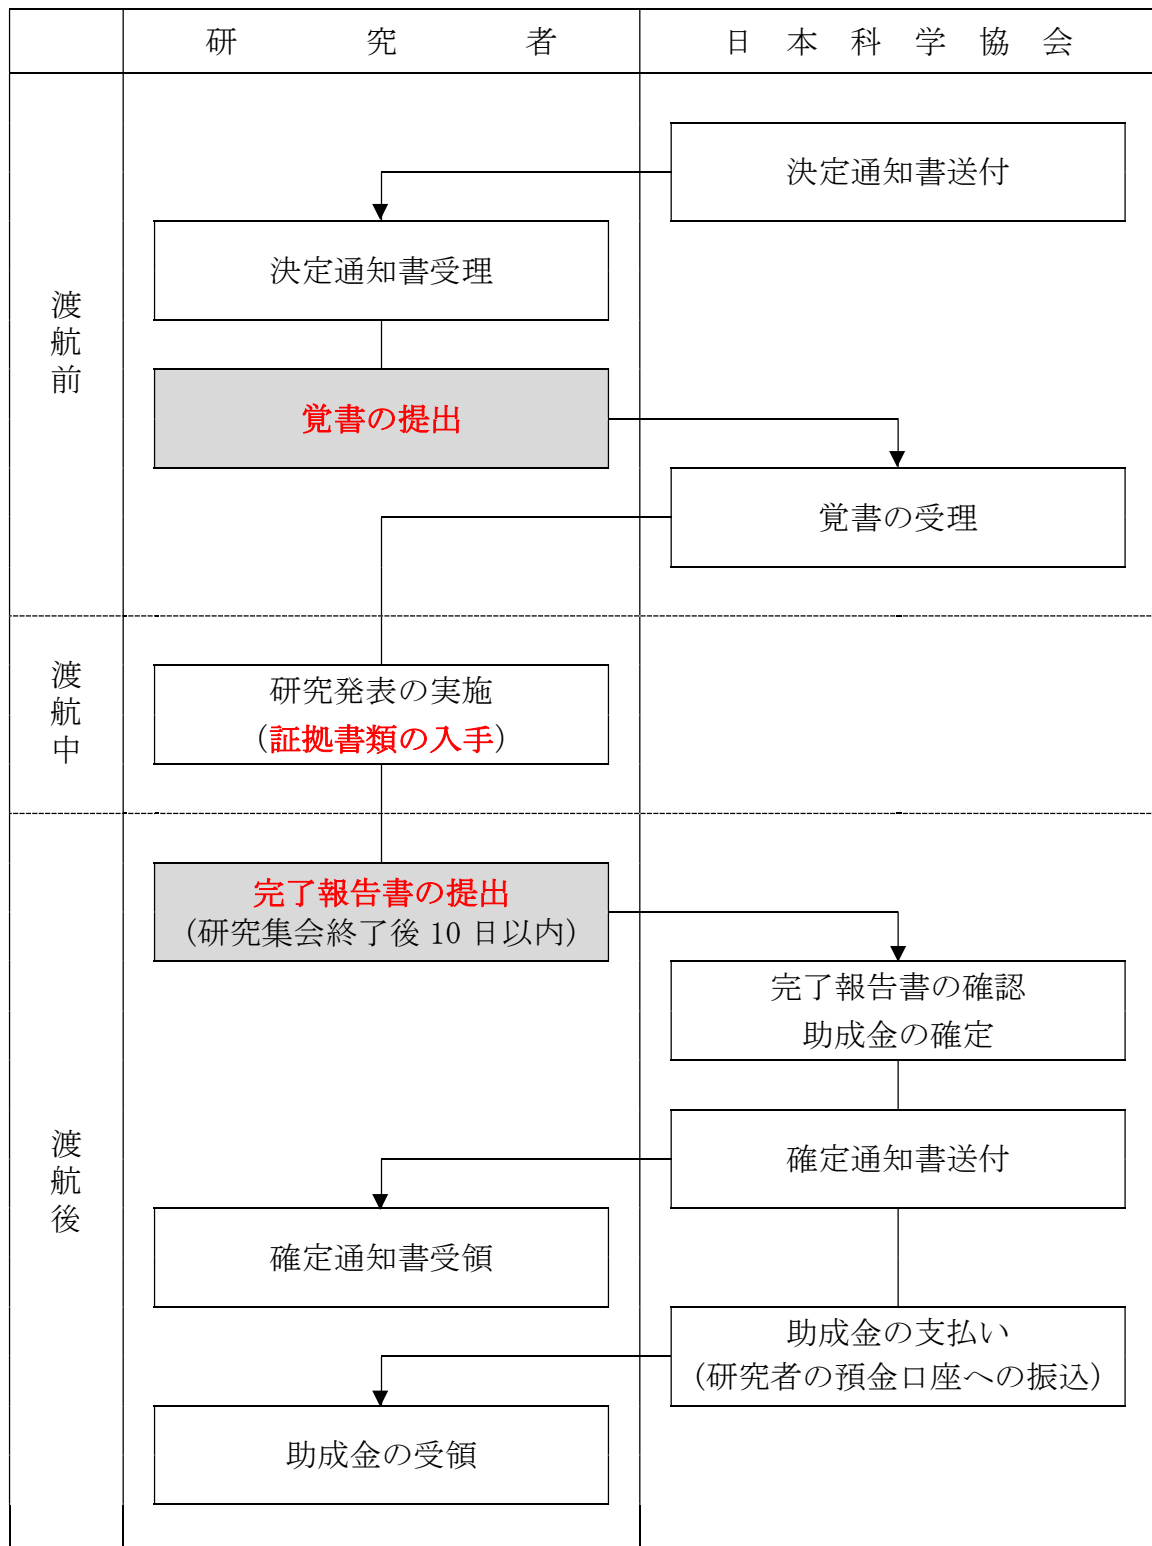 研究者
日本科学協会
渡航前
決定通知書送付
決定通知書受理
覚書の提出
覚書の受理
渡航中
研究発表の実施
(証拠書類の入手)
渡航後
完了報告書の提出
(研究集会終了後 10 日以内)
完了報告書の確認
助成金の確定
確定通知書送付
確定通知書受領
助成金の支払い
(研究者の預金口座への振込)
助成金の受領